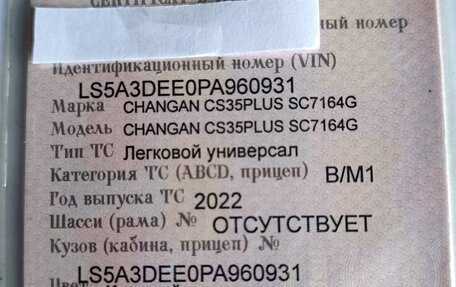 ный номер
Идентификационный номер (VIN)
LS5A3DEE0PA960931
Марка CHANGAN CS35PLUS SC7164G
Модель CHANGAN CS35PLUS SC7164G
Тип ТС Легковой универсал
Категория ТС (ABCD, прицеп) B/M1
Год выпуска ТС 2022
Шасси (рама) № ОТСУТСТВУЕТ
Кузов (кабина, прицеп) №
LS5A3DEE0PA960931
Цвет